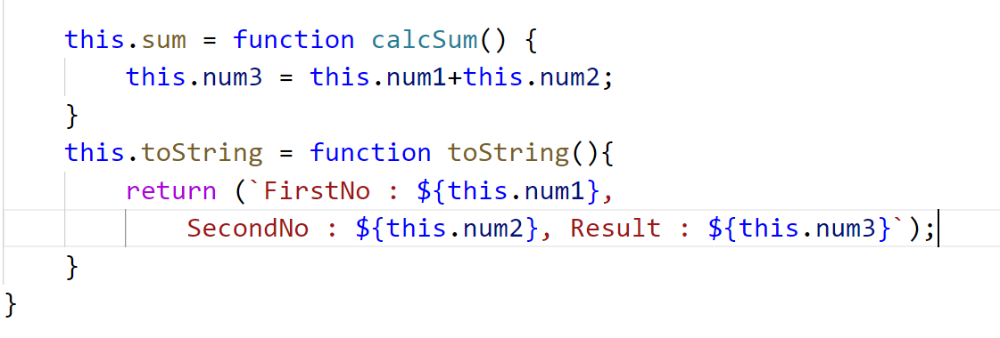 this.sum = function calcSum() {
this.num3 = this.num1+this.num2;
}
this.toString = function toString(){
return (`FirstNo : ${this.num1},
SecondNo : ${this.num2}, Result : ${this.num3}`);
}
}